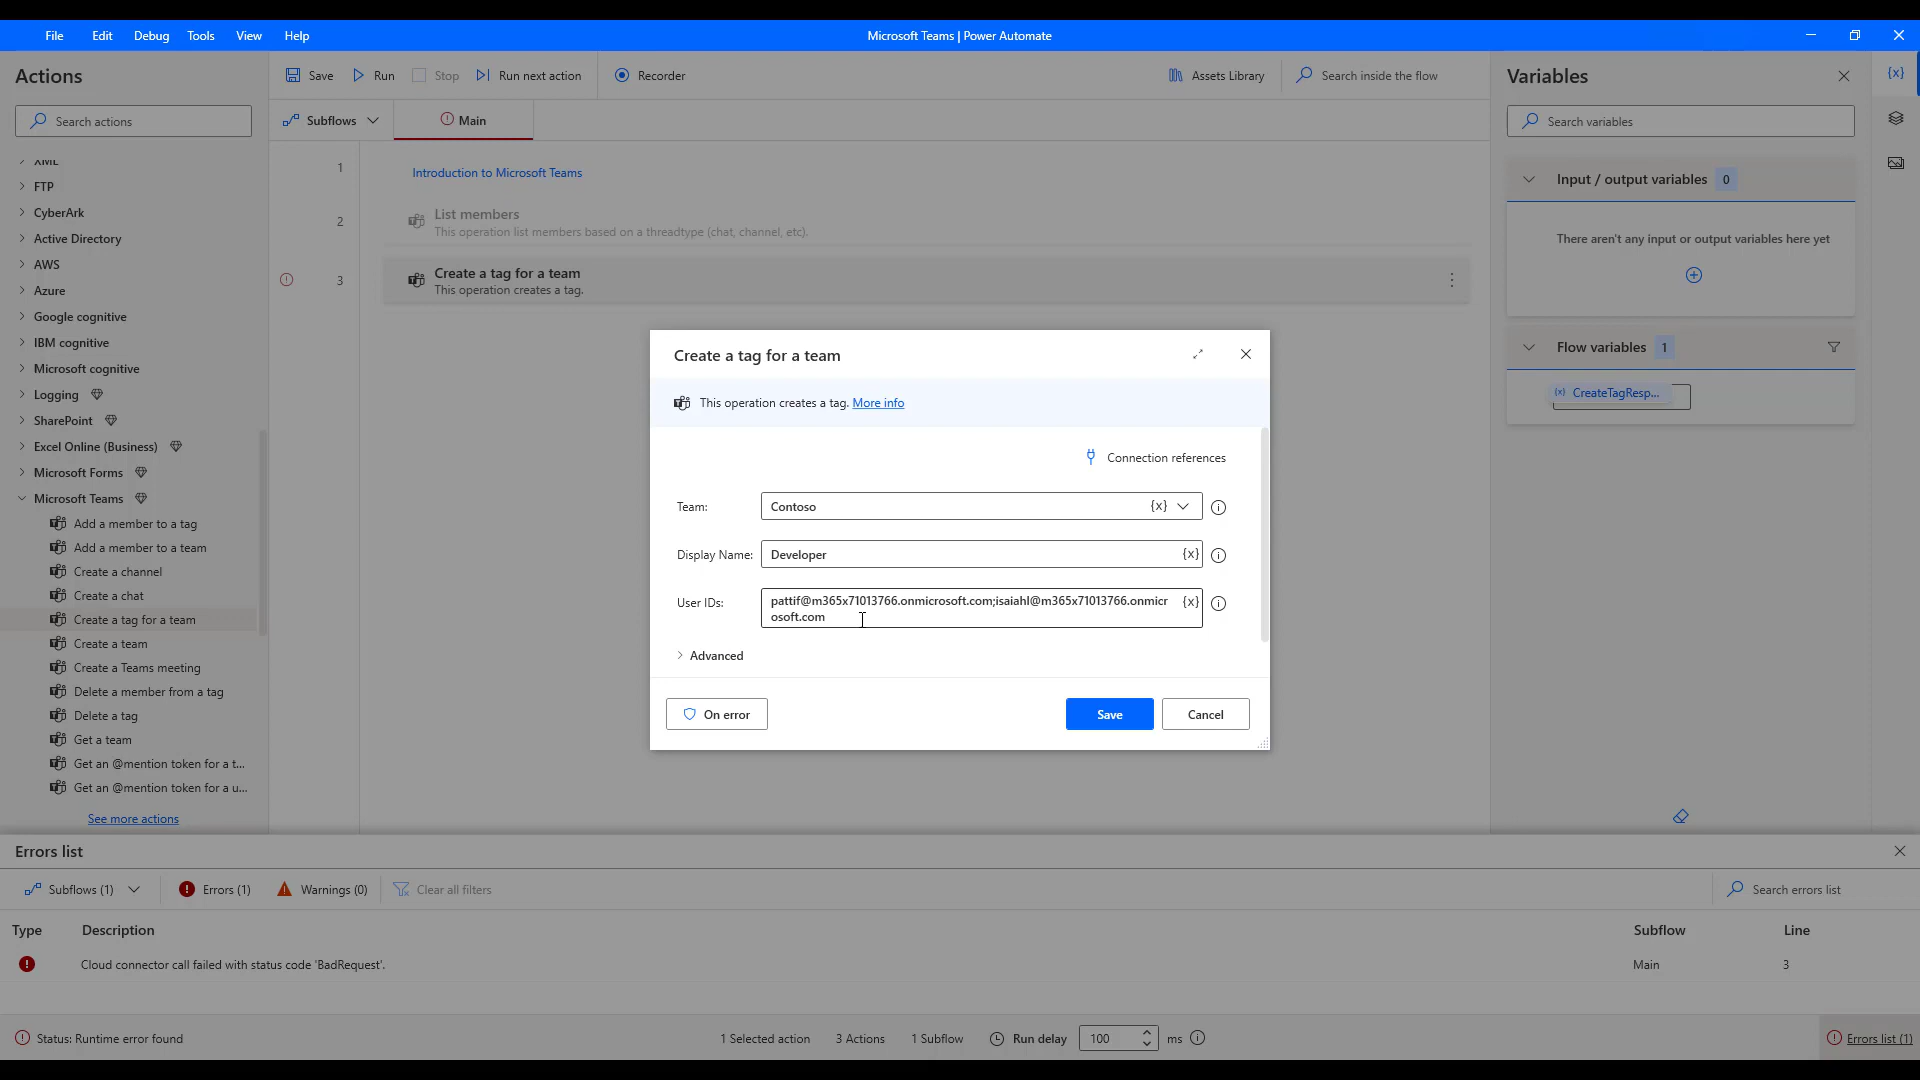 File Edit Debug Tools View Help
Microsoft Teams | Power Automate
Actions
Search actions
XML
FTP
CyberArk
Active Directory
AWS
Azure
Google cognitive
IBM cognitive
Microsoft cognitive
Logging
SharePoint
Excel Online (Business)
Microsoft Forms
Microsoft Teams
Add a member to a tag
Add a member to a team
Create a channel
Create a chat
Create a tag for a team
Create a team
Create a Teams meeting
Delete a member from a tag
Delete a tag
Get a team
Get an @mention token for a t...
Get an @mention token for a u...
See more actions
Save Run Stop Run next action Recorder
Assets Library Search inside the flow
Subflows Main
1 Introduction to Microsoft Teams
2 List members
This operation list members based on a threadtype (chat, channel, etc).
3 Create a tag for a team
This operation creates a tag.
Create a tag for a team
This operation creates a tag. More info
Connection references
Team: Contoso {x}
Display Name: Developer {x}
User IDs: pattif@m365x71013766.onmicrosoft.com;isaiahl@m365x71013766.onmicr {x}
osoft.com
Advanced
On error Save Cancel
Variables
{x}
Search variables
Input / output variables 0
There aren't any input or output variables here yet
Flow variables 1
(x) CreateTagResp...
Errors list
Subflows (1) Errors (1) Warnings (0) Clear all filters Search errors list
Type Description Subflow Line
Cloud connector call failed with status code 'BadRequest'. Main 3
Status: Runtime error found 1 Selected action 3 Actions 1 Subflow Run delay 100 ms Errors list (1)